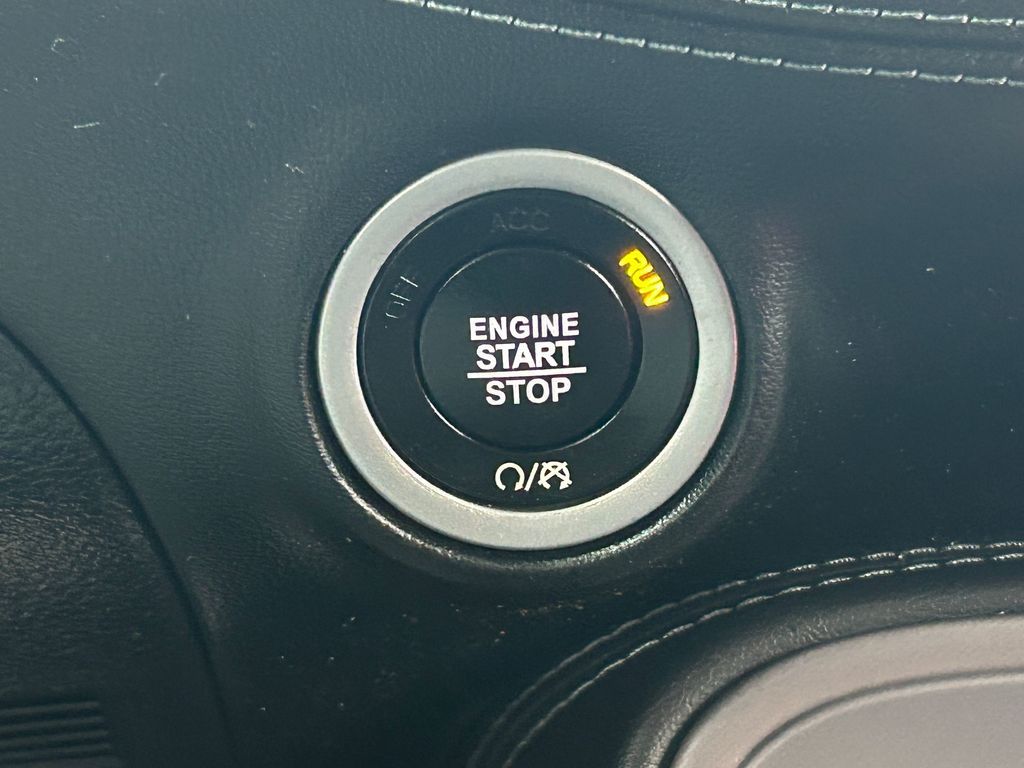 ACC
OFF
RUN
ENGINE
START
STOP